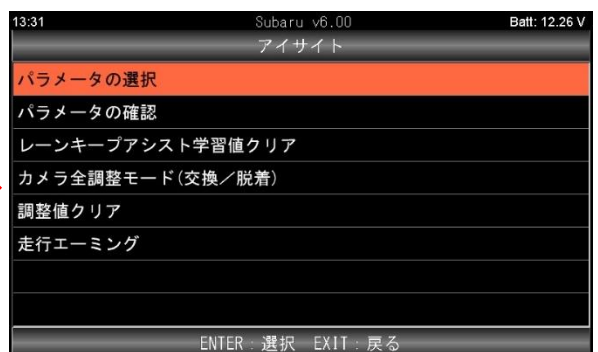 13:31 Subaru v6.00 Batt: 12.26 V
アイサイト
パラメータの選択
パラメータの確認
レーンキープアシスト学習値クリア
カメラ全調整モード(交換／脱着)
調整値クリア
走行エーミング
ENTER：選択 EXIT：戻る